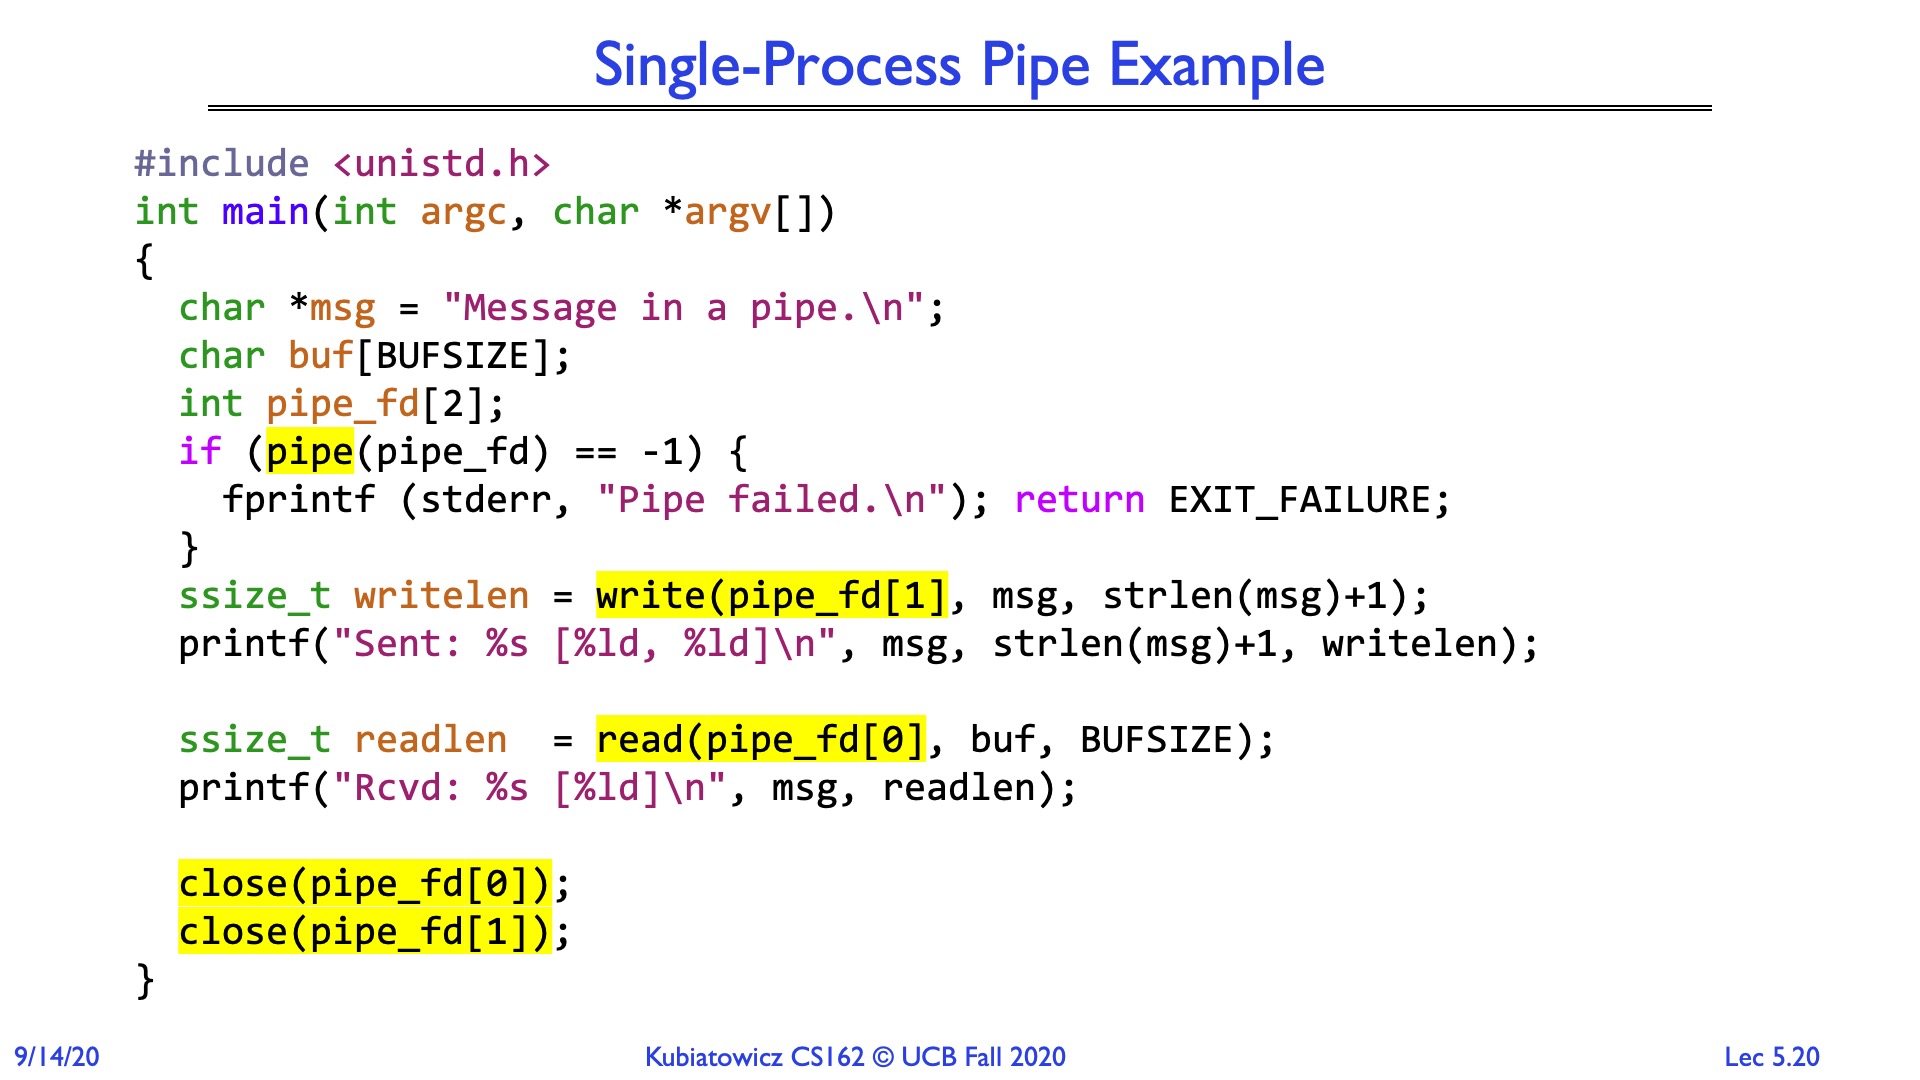 Single-Process Pipe Example
#include <unistd.h>
int main(int argc, char *argv[])
{
  char *msg = "Message in a pipe.\n";
  char buf[BUFSIZE];
  int pipe_fd[2];
  if (pipe(pipe_fd) == -1) {
    fprintf (stderr, "Pipe failed.\n"); return EXIT_FAILURE;
  }
  ssize_t writelen = write(pipe_fd[1], msg, strlen(msg)+1);
  printf("Sent: %s [%ld, %ld]\n", msg, strlen(msg)+1, writelen);
  ssize_t readlen  = read(pipe_fd[0], buf, BUFSIZE);
  printf("Rcvd: %s [%ld]\n", msg, readlen);
  close(pipe_fd[0]);
  close(pipe_fd[1]);
}
9/14/20
Kubiatowicz CS162 © UCB Fall 2020
Lec 5.20